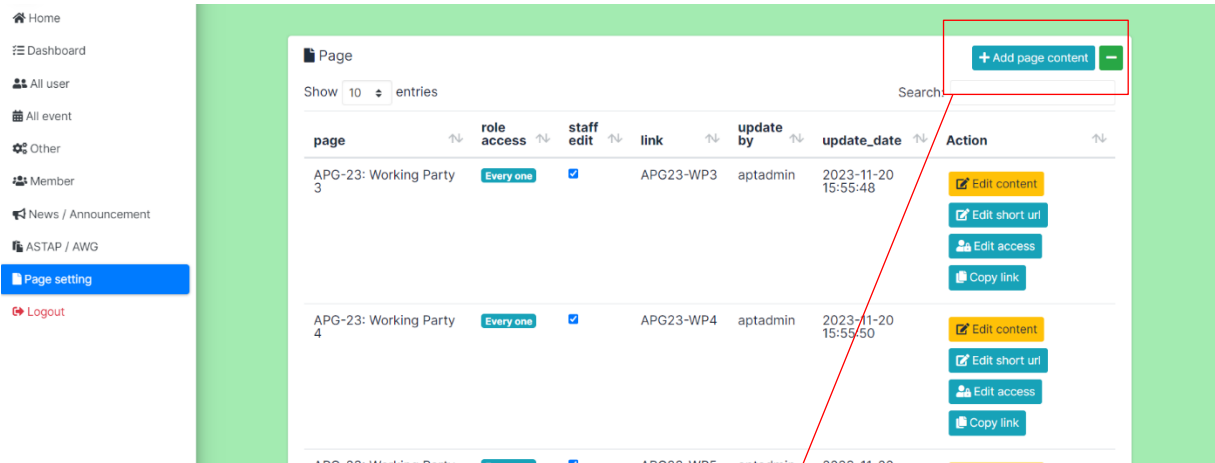 Home
Dashboard
All user
All event
Other
Member
News / Announcement
ASTAP / AWG
Page setting
Logout
Page
+ Add page content
Show 10 entries
Search:
page role access staff edit link update by update_date Action
APG-23: Working Party 3 Every one APG23-WP3 aptadmin 2023-11-20 15:55:48
Edit content
Edit short url
Edit access
Copy link
APG-23: Working Party 4 Every one APG23-WP4 aptadmin 2023-11-20 15:55:50
Edit content
Edit short url
Edit access
Copy link